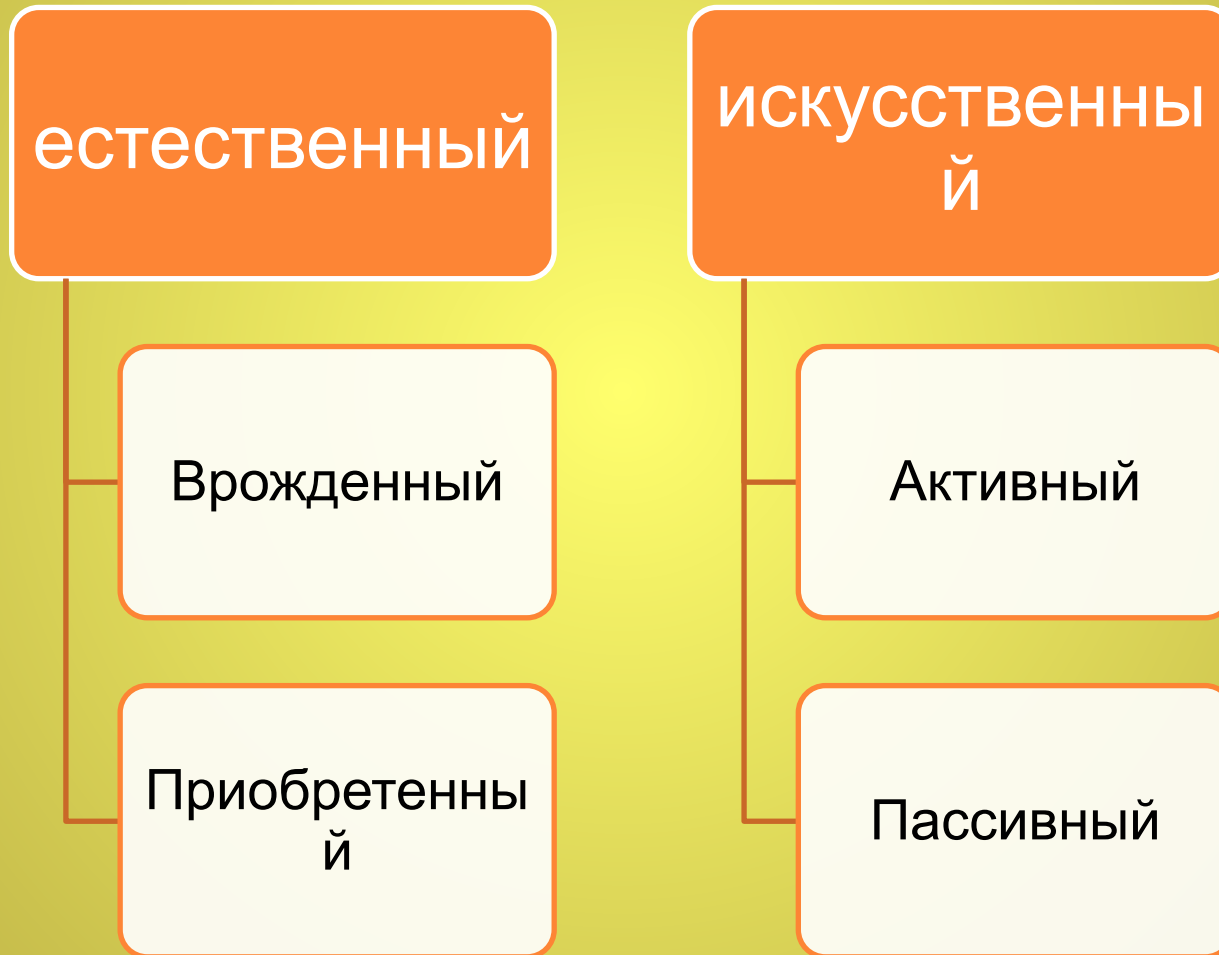 естественный
Врожденный
Приобретенны
й
искусственны
й
Активный
Пассивный